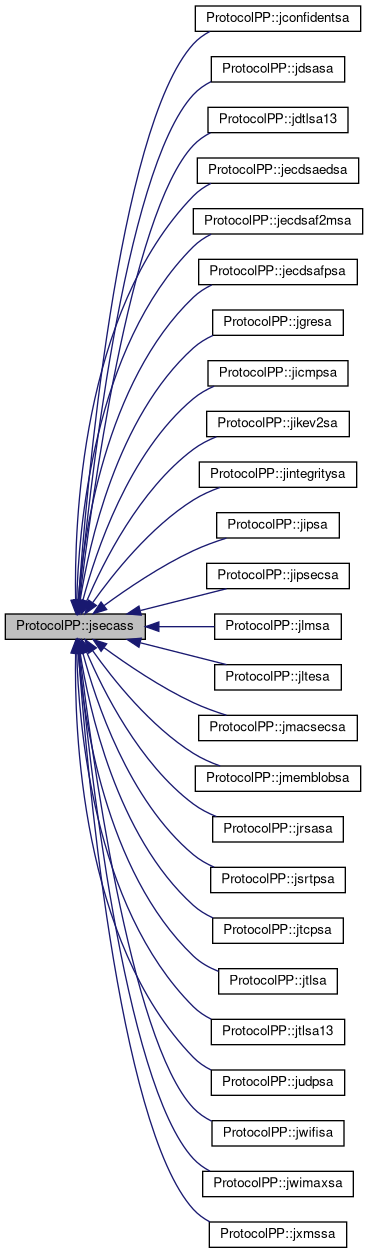 ProtocolPP::jconfidentsa
ProtocolPP::jdsasa
ProtocolPP::jdtlsa13
ProtocolPP::jecdsaedsa
ProtocolPP::jecdsaf2msa
ProtocolPP::jecdsafpsa
ProtocolPP::jgresa
ProtocolPP::jicmpsa
ProtocolPP::jikev2sa
ProtocolPP::jintegritysa
ProtocolPP::jipsa
ProtocolPP::jipsecsa
ProtocolPP::jsecass
ProtocolPP::jlmsa
ProtocolPP::jltesa
ProtocolPP::jmacsecsa
ProtocolPP::jmemblobsa
ProtocolPP::jrsasa
ProtocolPP::jsrtpsa
ProtocolPP::jtcpsa
ProtocolPP::jtlsa
ProtocolPP::jtlsa13
ProtocolPP::judpsa
ProtocolPP::jwifisa
ProtocolPP::jwimaxsa
ProtocolPP::jxmssa